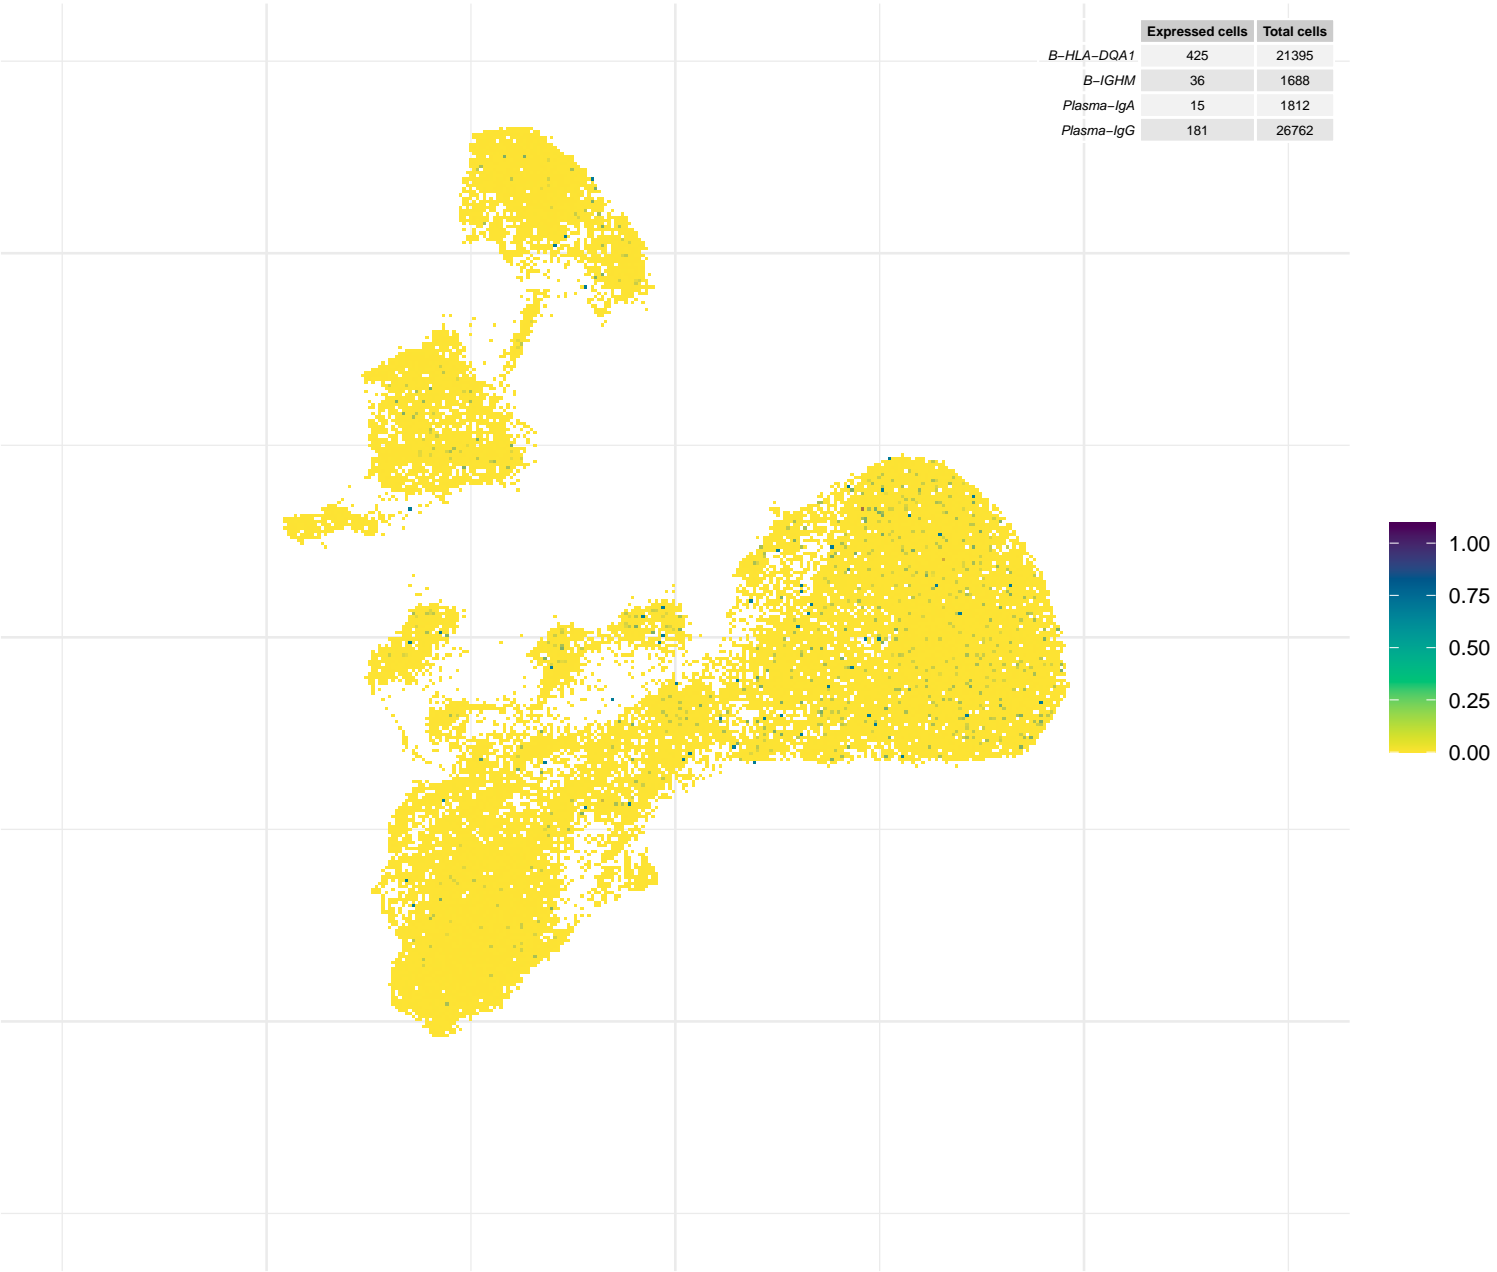 Expressed cells Total cells
B−HLA−DQA1 425 21395
B−IGHM 36 1688
Plasma−IgA 15 1812
Plasma−IgG 181 26762
1.00
0.75
0.50
0.25
0.00